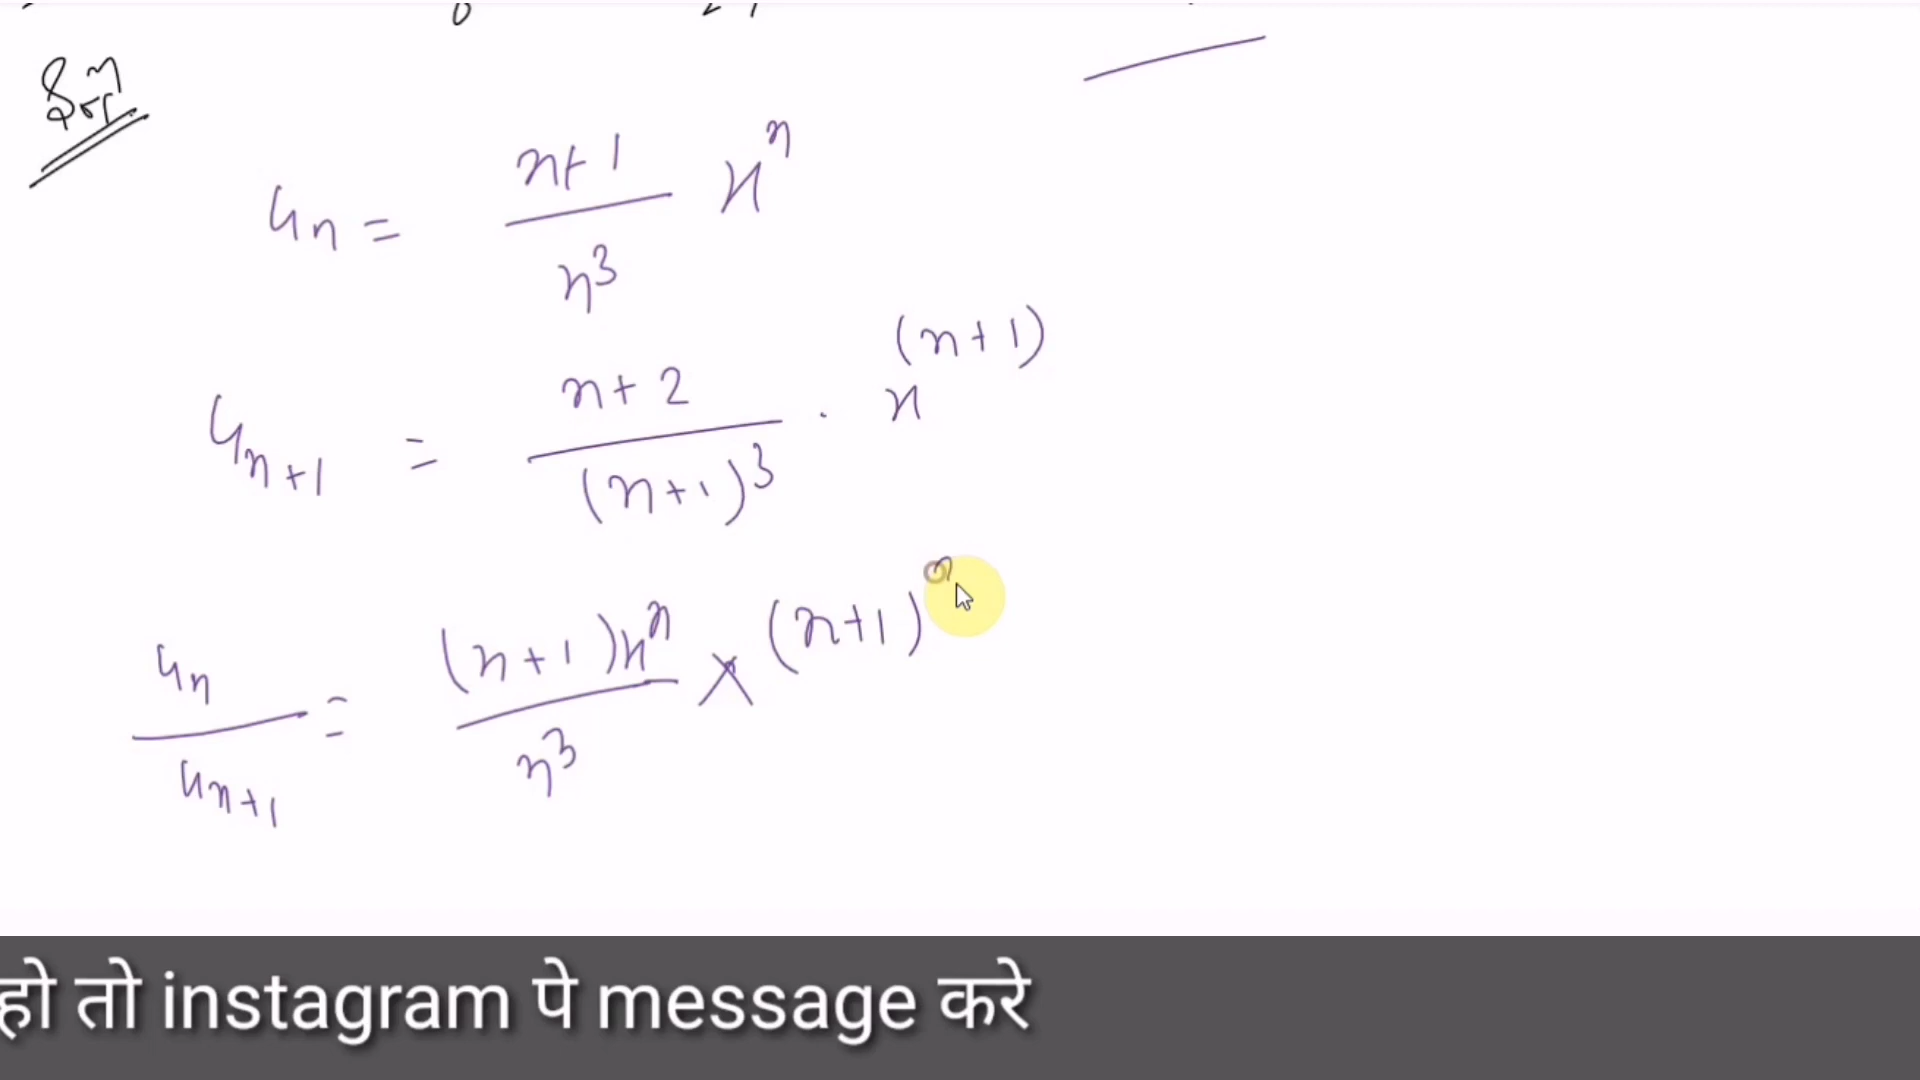 Solⁿ
uₙ = (n+1)/n³ xⁿ
uₙ₊₁ = (n+2)/(n+1)³ · x⁽ⁿ⁺¹⁾
uₙ/uₙ₊₁ = (n+1)xⁿ/n³ × (n+1)
हो तो instagram पे message करे